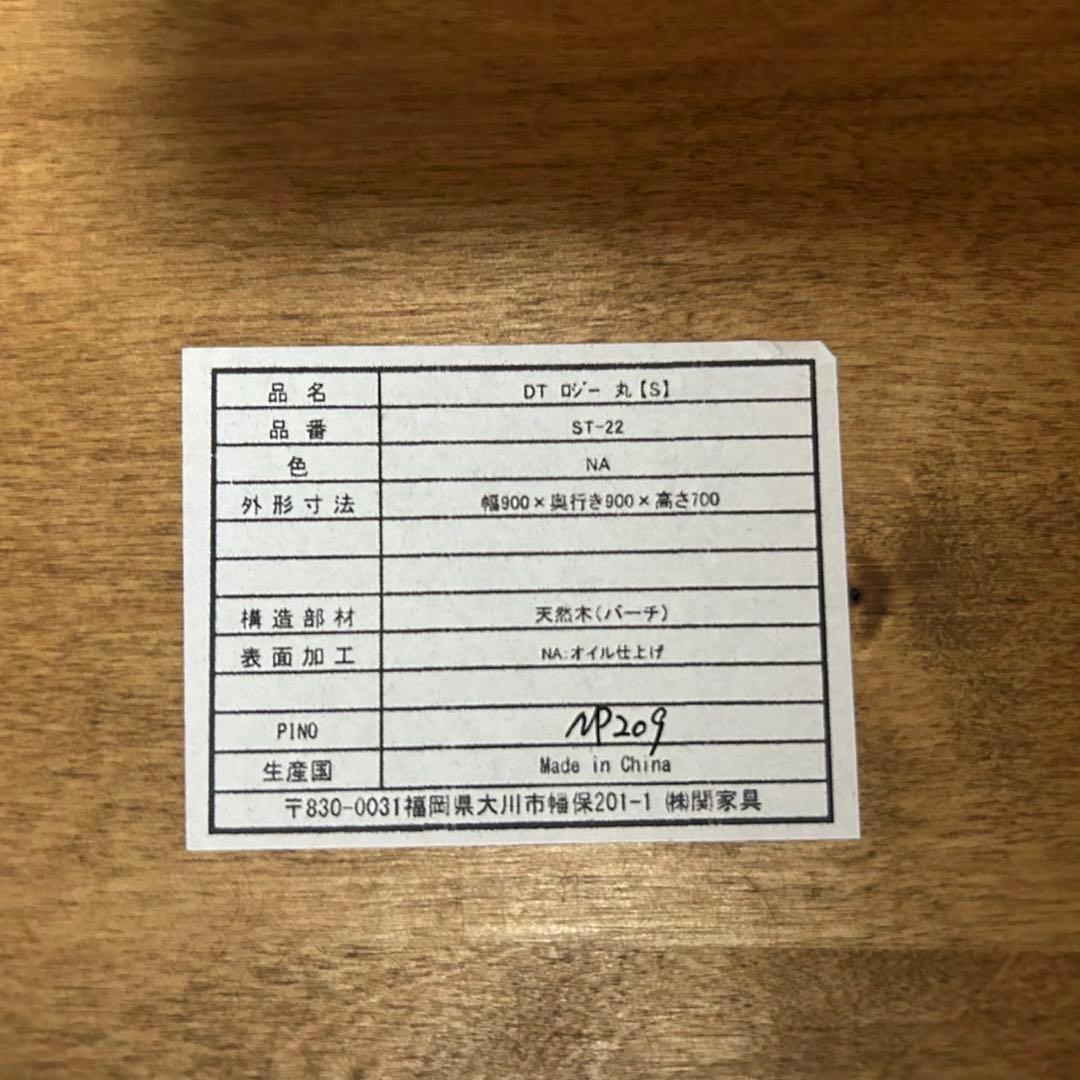 品名 DT ロジー 丸【S】
品番 ST-22
色 NA
外形寸法 幅900×奥行き900×高さ700
構造部材 天然木(バーチ)
表面加工 NA:オイル仕上げ
PINO NP209
生産国 Made in China
〒830-0031福岡県大川市幡保201-1 ㈱関家具